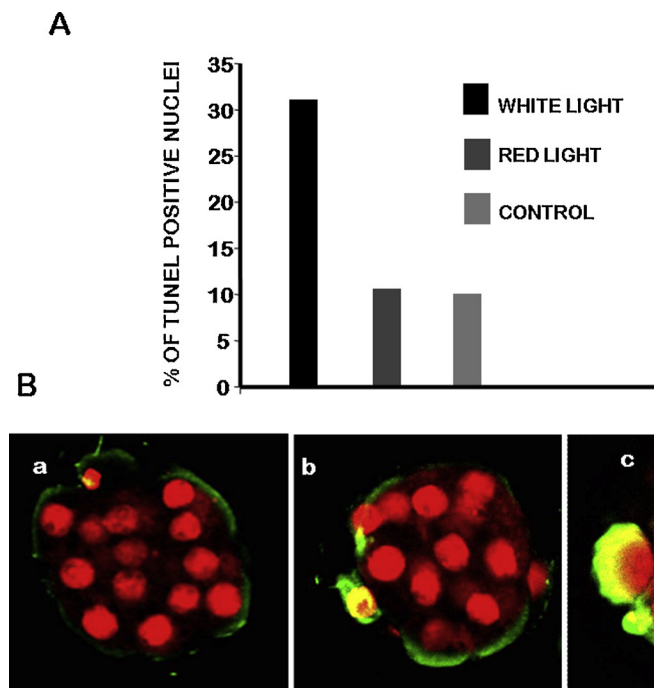 A
% OF TUNEL POSITIVE NUCLEI
35
30
25
20
15
10
5
0
WHITE LIGHT
RED LIGHT
CONTROL
B
a
b
c